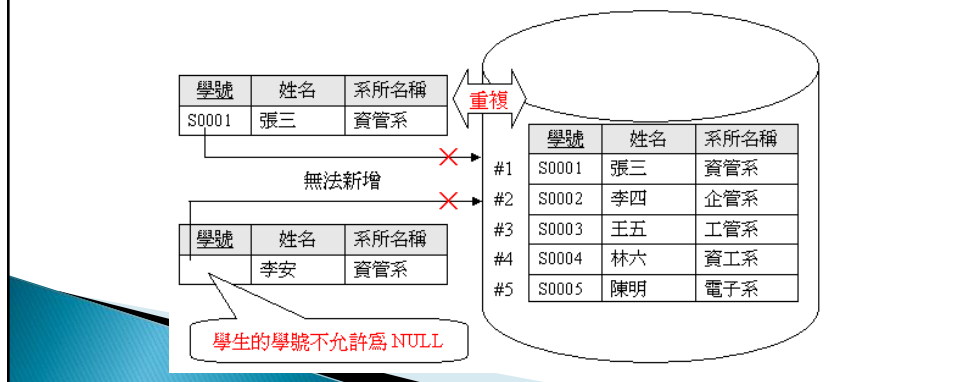 學號 姓名 系所名稱
S0001 張三 資管系
重複
無法新增
學號 姓名 系所名稱
李安 資管系
學生的學號不允許為 NULL
學號 姓名 系所名稱
#1 S0001 張三 資管系
#2 S0002 李四 企管系
#3 S0003 王五 工管系
#4 S0004 林六 資工系
#5 S0005 陳明 電子系